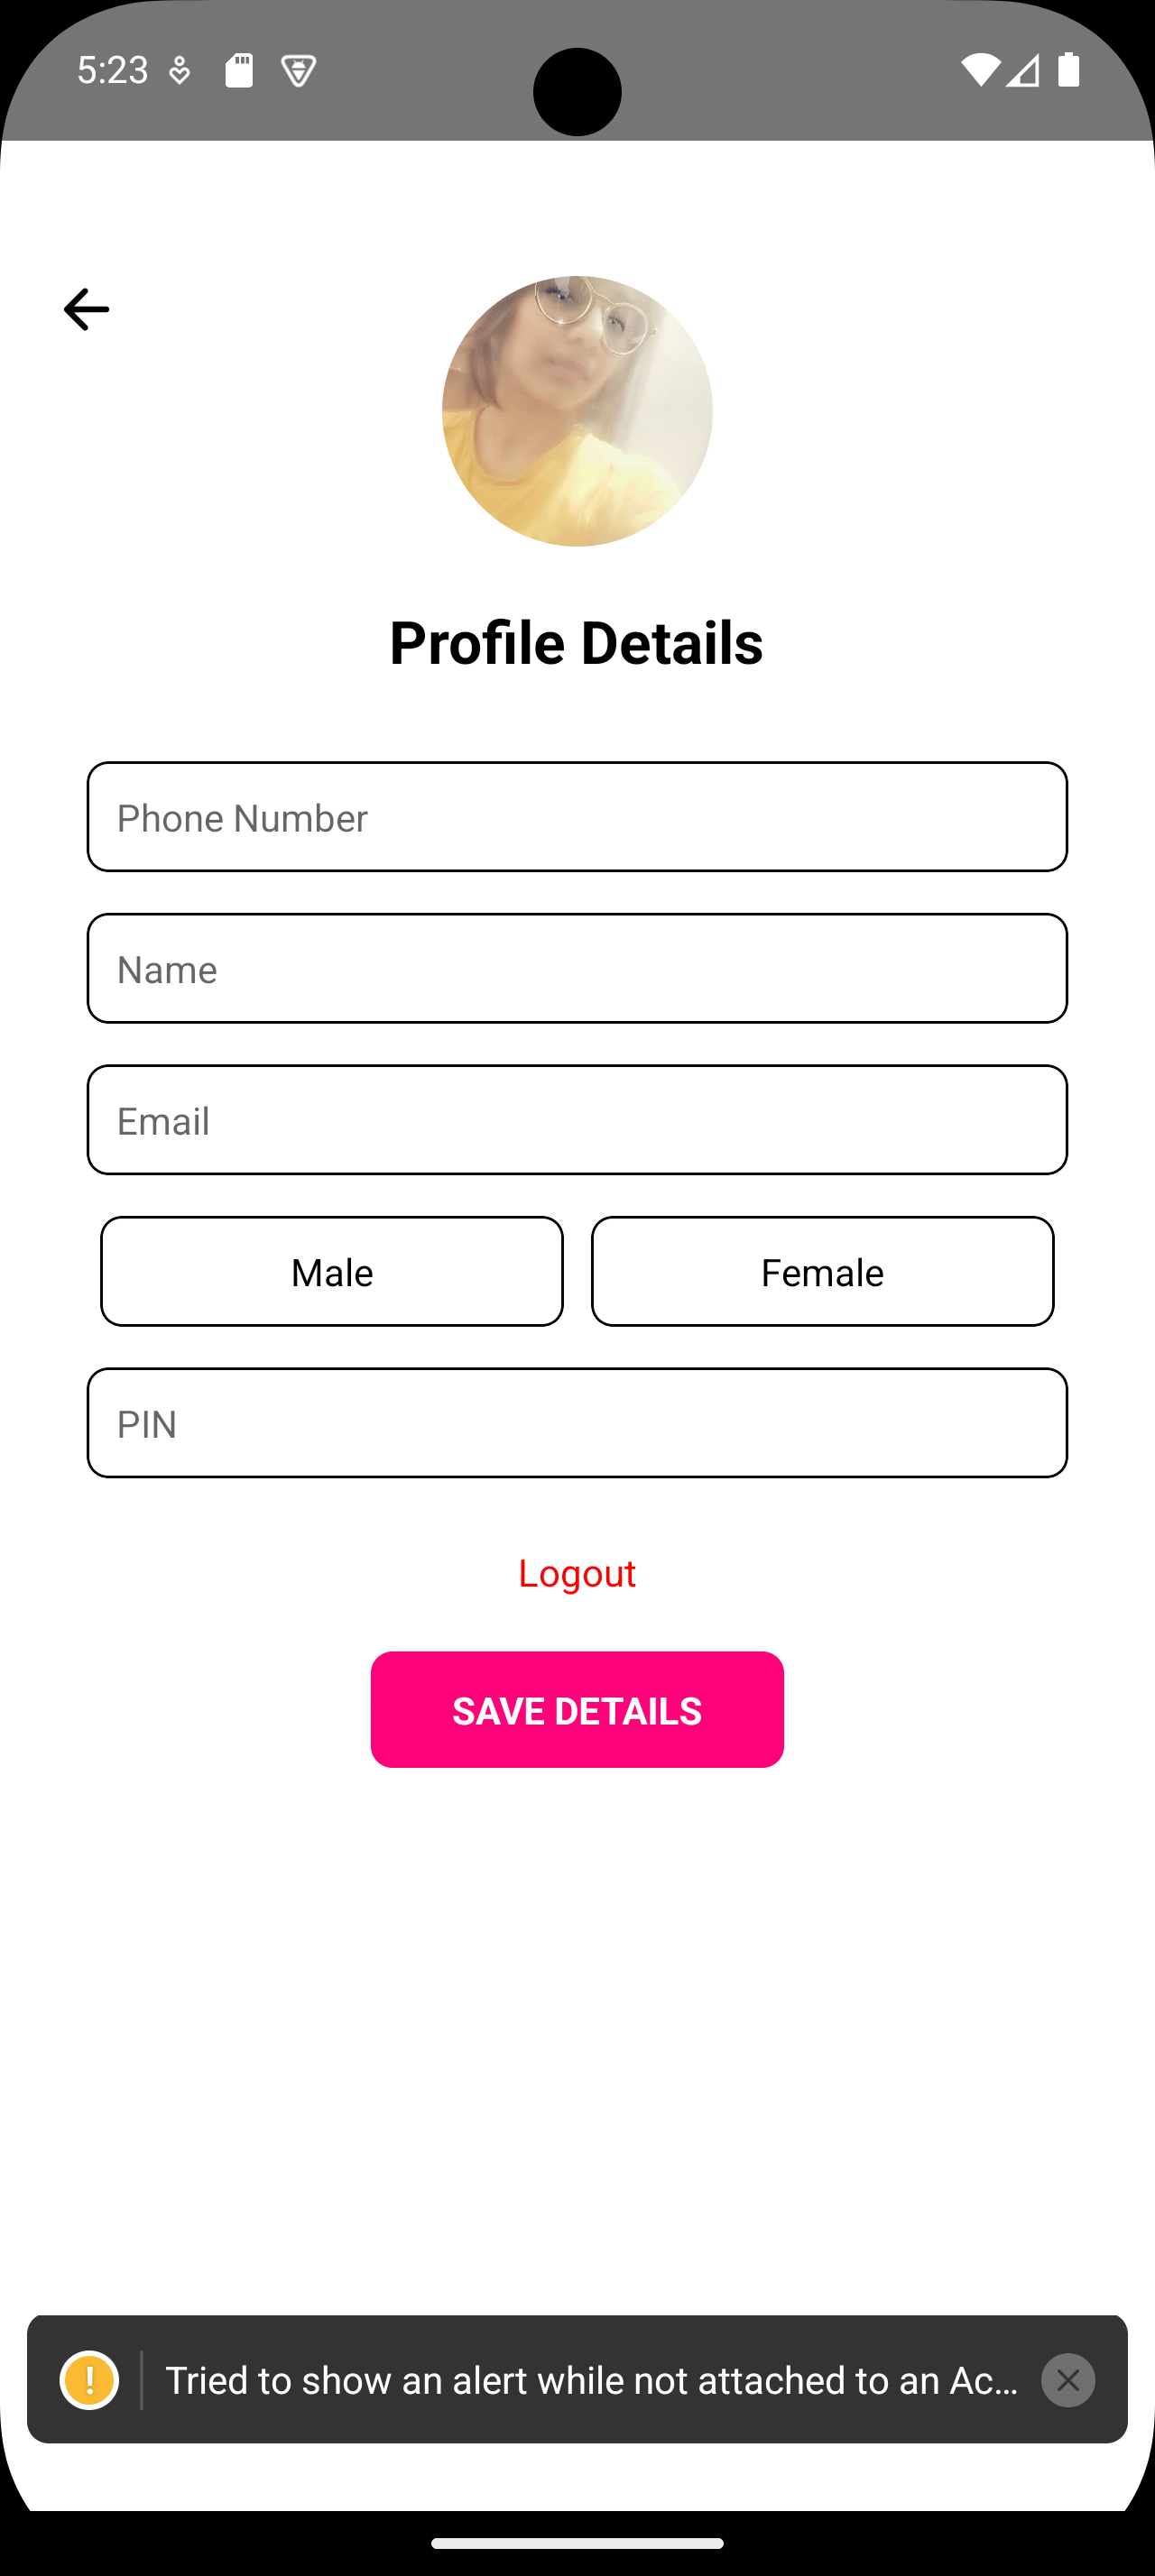 5:23
Profile Details
Phone Number
Name
Email
Male Female
PIN
Logout
SAVE DETAILS
Tried to show an alert while not attached to an Ac...